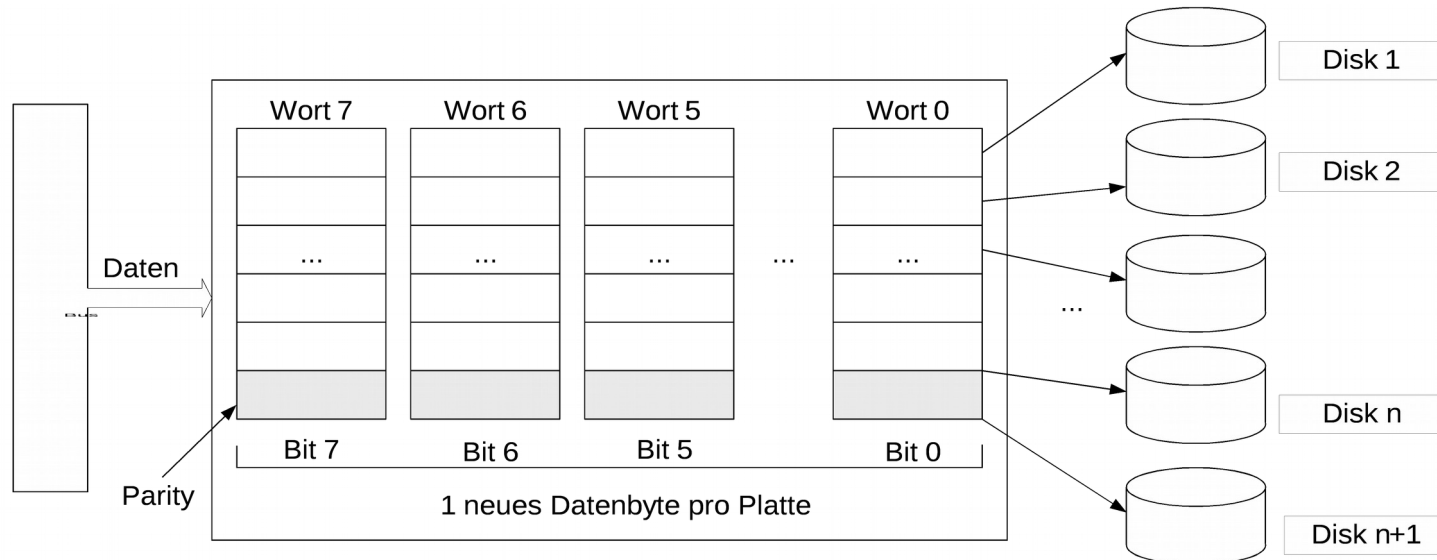 Disk 1
Wort 7 Wort 6 Wort 5 Wort 0
Disk 2
... ... ... ... ...
Daten
Bus
...
Disk n
Bit 7 Bit 6 Bit 5 Bit 0
Parity
1 neues Datenbyte pro Platte
Disk n+1